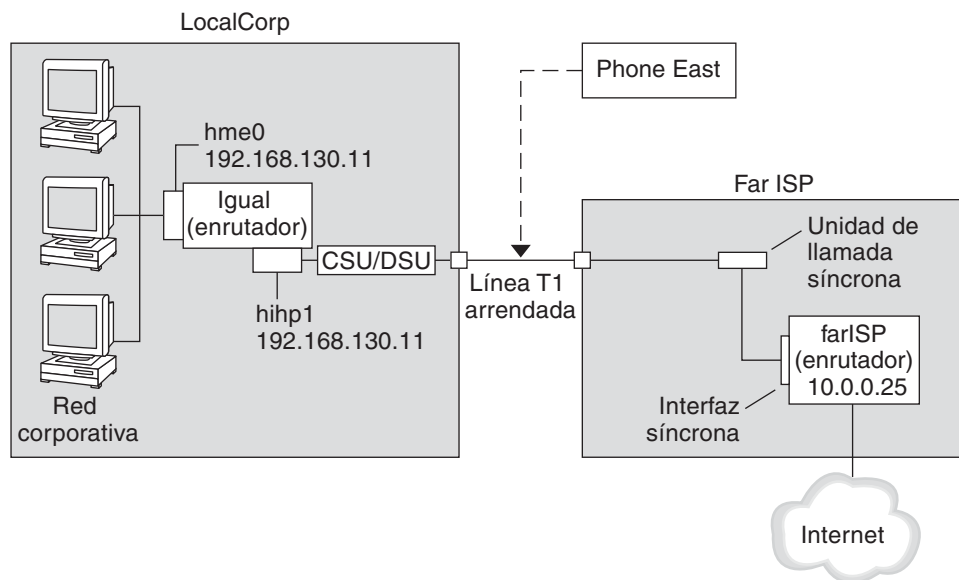 LocalCorp
Phone East
hme0
192.168.130.11
Igual
(enrutador)
CSU/DSU
hihp1
192.168.130.11
Red
corporativa
Línea T1
arrendada
Far ISP
Unidad de
llamada
síncrona
farISP
(enrutador)
10.0.0.25
Interfaz
síncrona
Internet